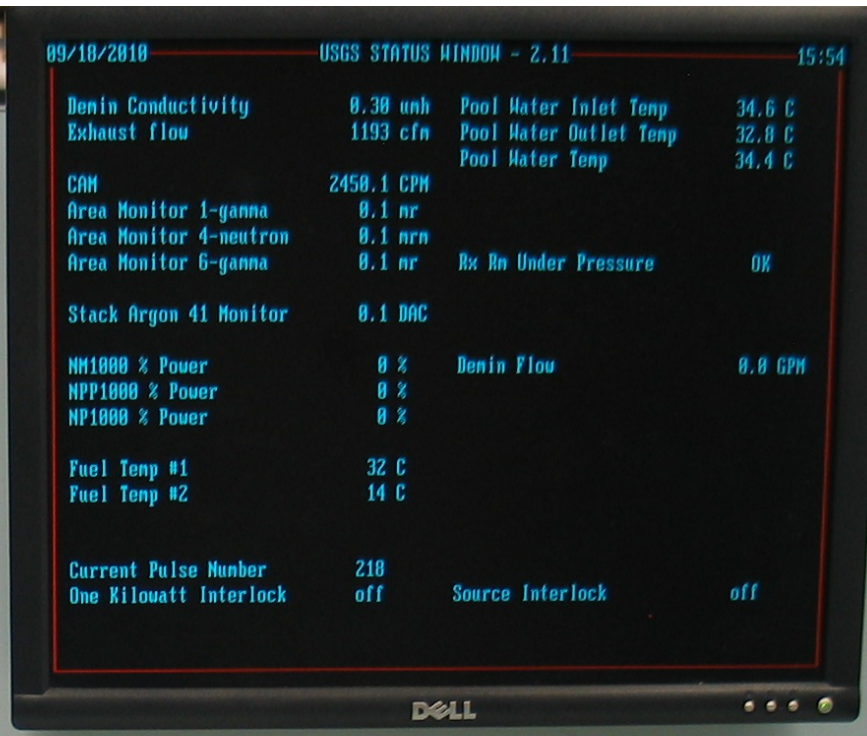 09/18/2010 USGS STATUS WINDOW - 2.11 15:54
Demin Conductivity 0.30 umh Pool Water Inlet Temp 34.6 C
Exhaust flow 1193 cfm Pool Water Outlet Temp 32.8 C
Pool Water Temp 34.4 C
CAM 2450.1 CPM
Area Monitor 1-gamma 0.1 mr
Area Monitor 4-neutron 0.1 mrm
Area Monitor 6-gamma 0.1 mr Rx Rm Under Pressure OK
Stack Argon 41 Monitor 0.1 DAC
NM1000 % Power 0 % Demin Flow 0.0 GPM
NPP1000 % Power 0 %
NP1000 % Power 0 %
Fuel Temp #1 32 C
Fuel Temp #2 14 C
Current Pulse Number 218
One Kilowatt Interlock off Source Interlock off
DELL